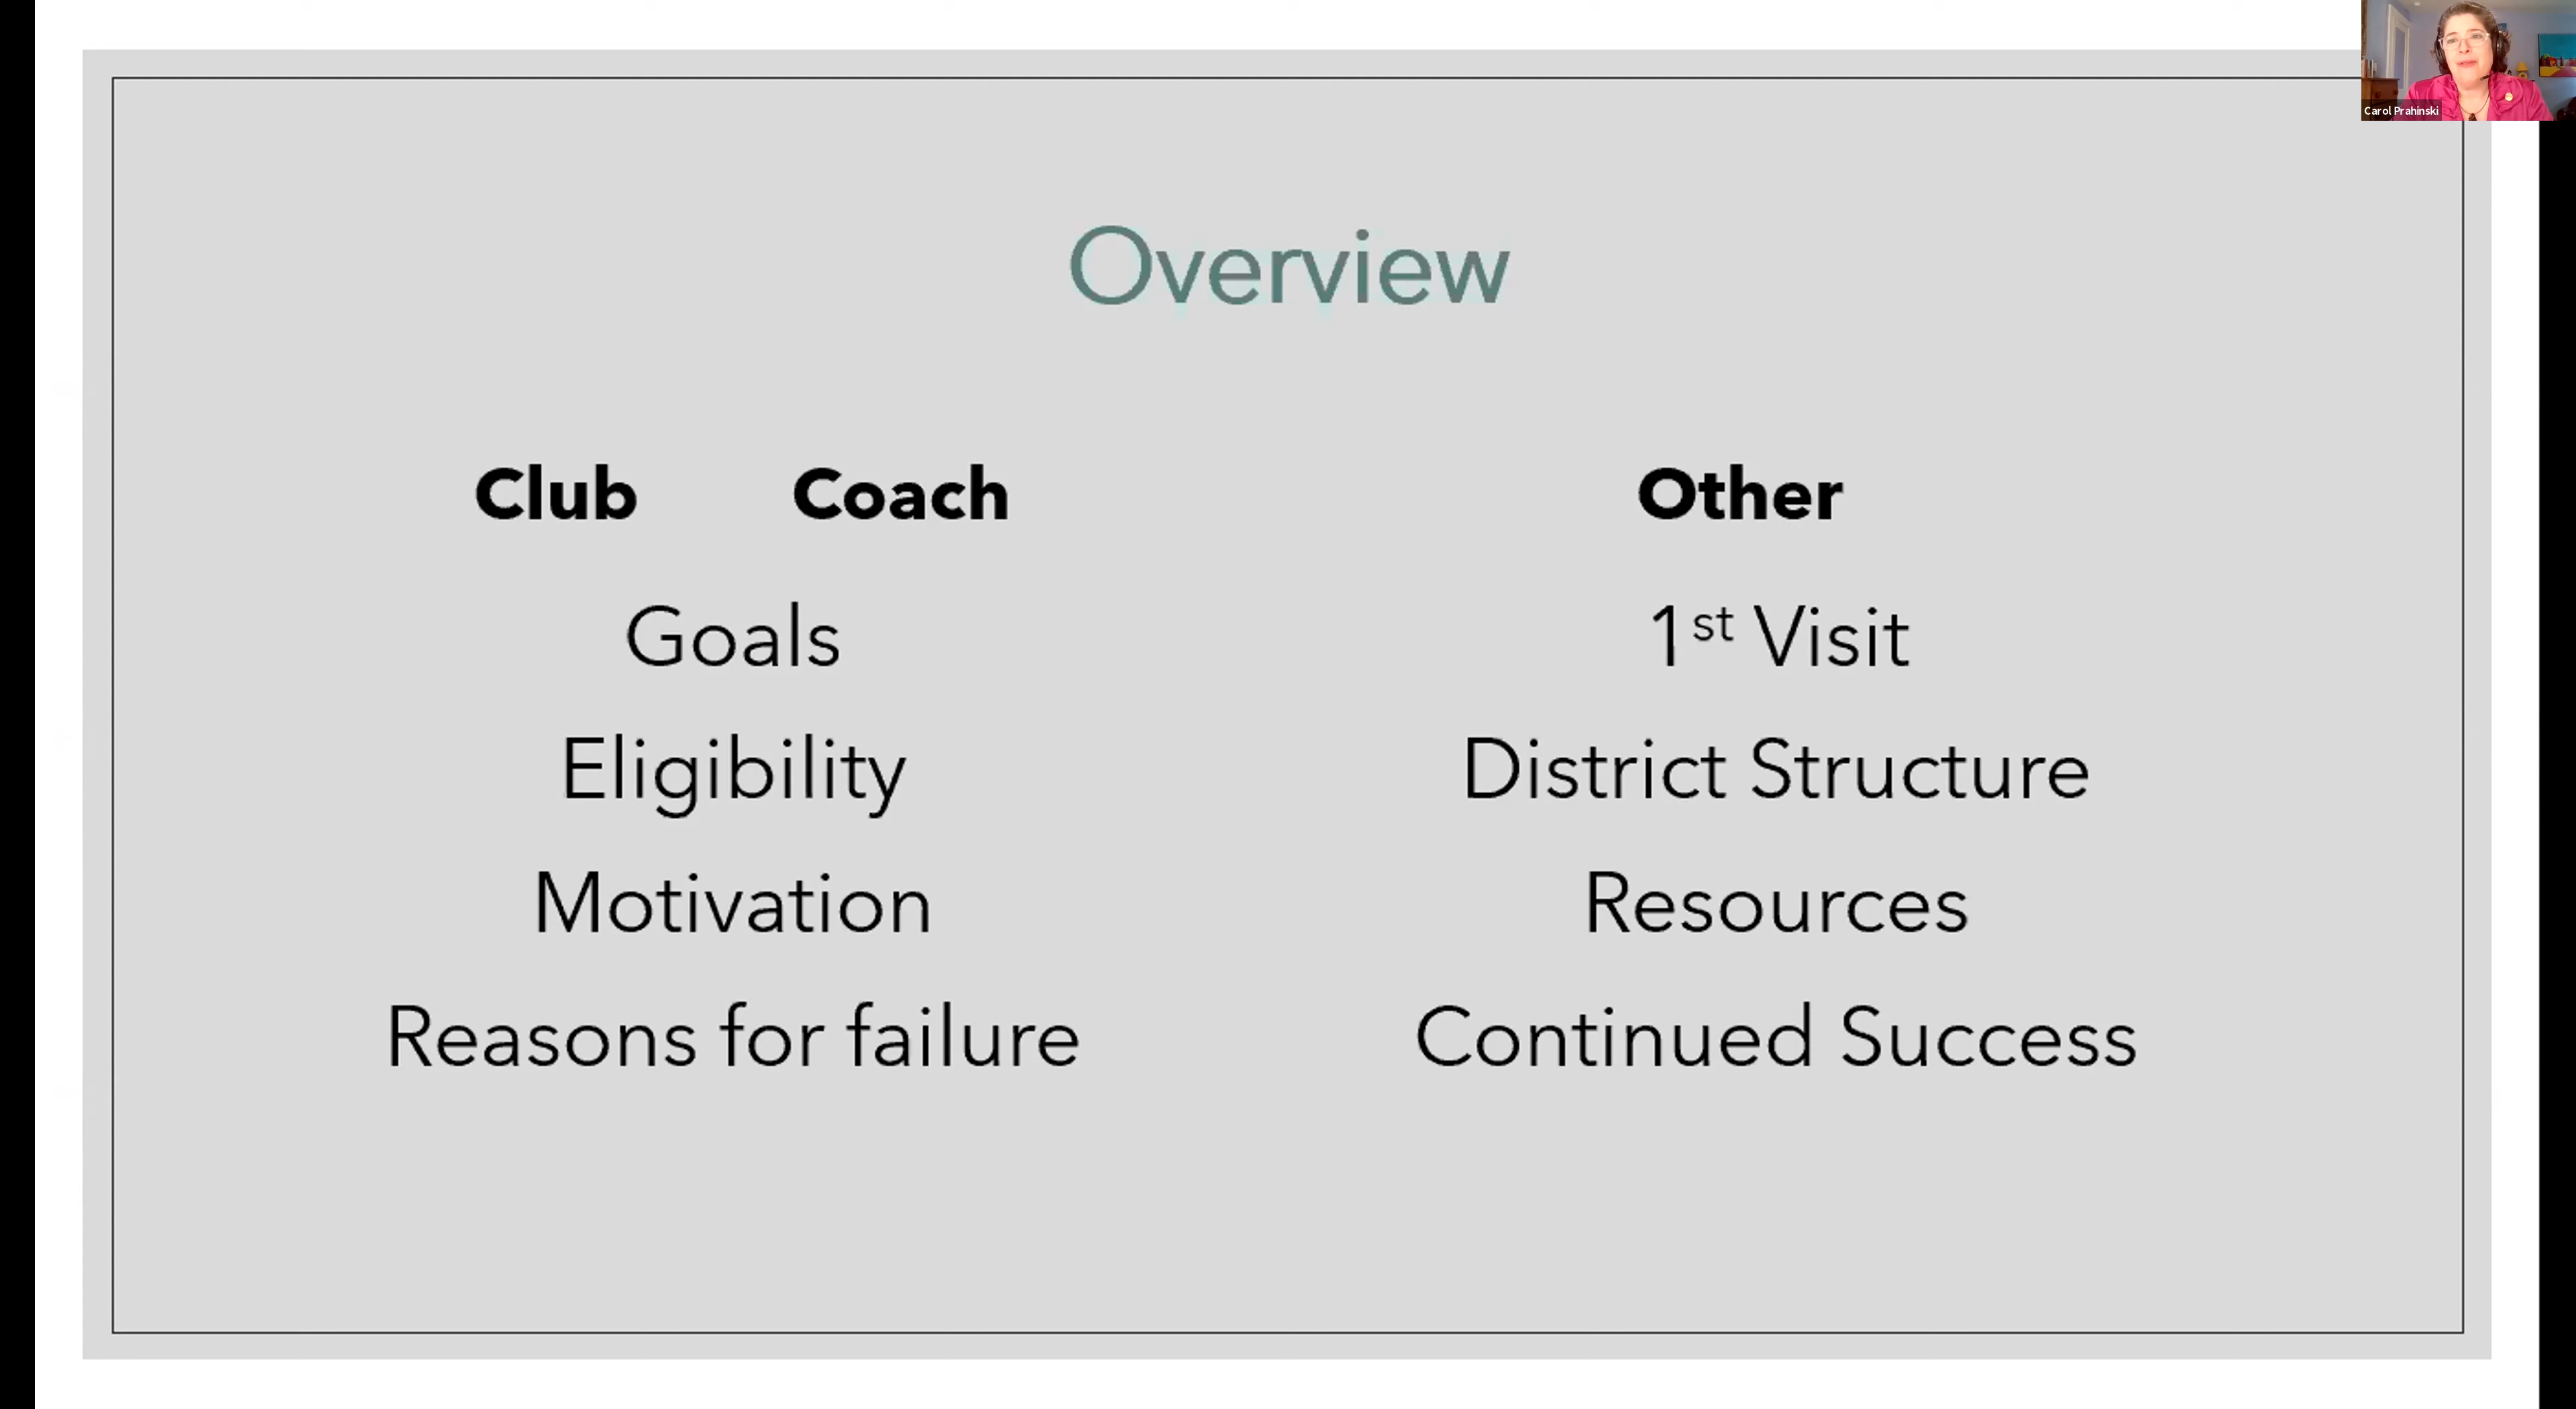 Carol Prahinski
Overview
Club Coach
Goals
Eligibility
Motivation
Reasons for failure
Other
1st Visit
District Structure
Resources
Continued Success